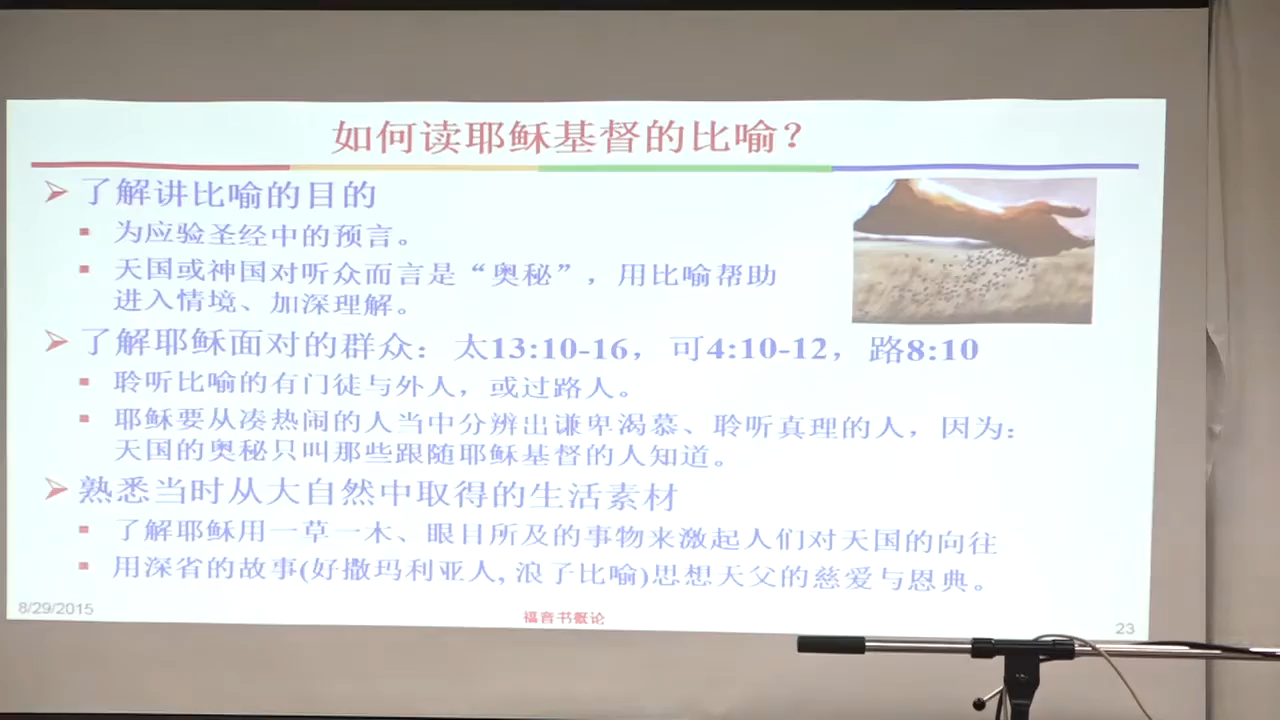 如何读耶稣基督的比喻？
➢ 了解讲比喻的目的
▪ 为应验圣经中的预言。
▪ 天国或神国对听众而言是“奥秘”，用比喻帮助
进入情境、加深理解。
➢ 了解耶稣面对的群众：太13:10-16，可4:10-12，路8:10
▪ 聆听比喻的有门徒与外人，或过路人。
▪ 耶稣要从凑热闹的人当中分辨出谦卑渴慕、聆听真理的人，因为：
天国的奥秘只叫那些跟随耶稣基督的人知道。
➢ 熟悉当时从大自然中取得的生活素材
▪ 了解耶稣用一草一木、眼目所及的事物来激起人们对天国的向往
▪ 用深省的故事(好撒玛利亚人, 浪子比喻)思想天父的慈爱与恩典。
8/29/2015
福音书概论
23